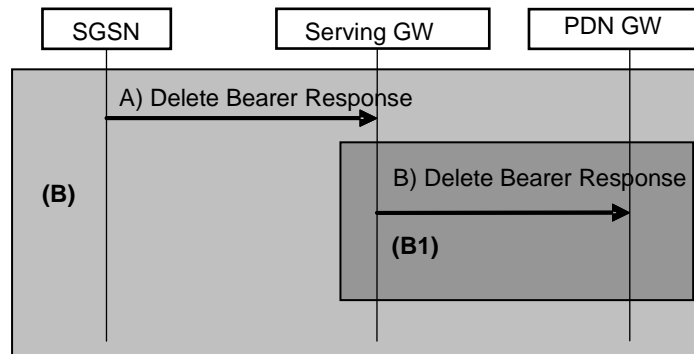 SGSN
Serving GW
PDN GW
A) Delete Bearer Response
(B)
B) Delete Bearer Response
(B1)